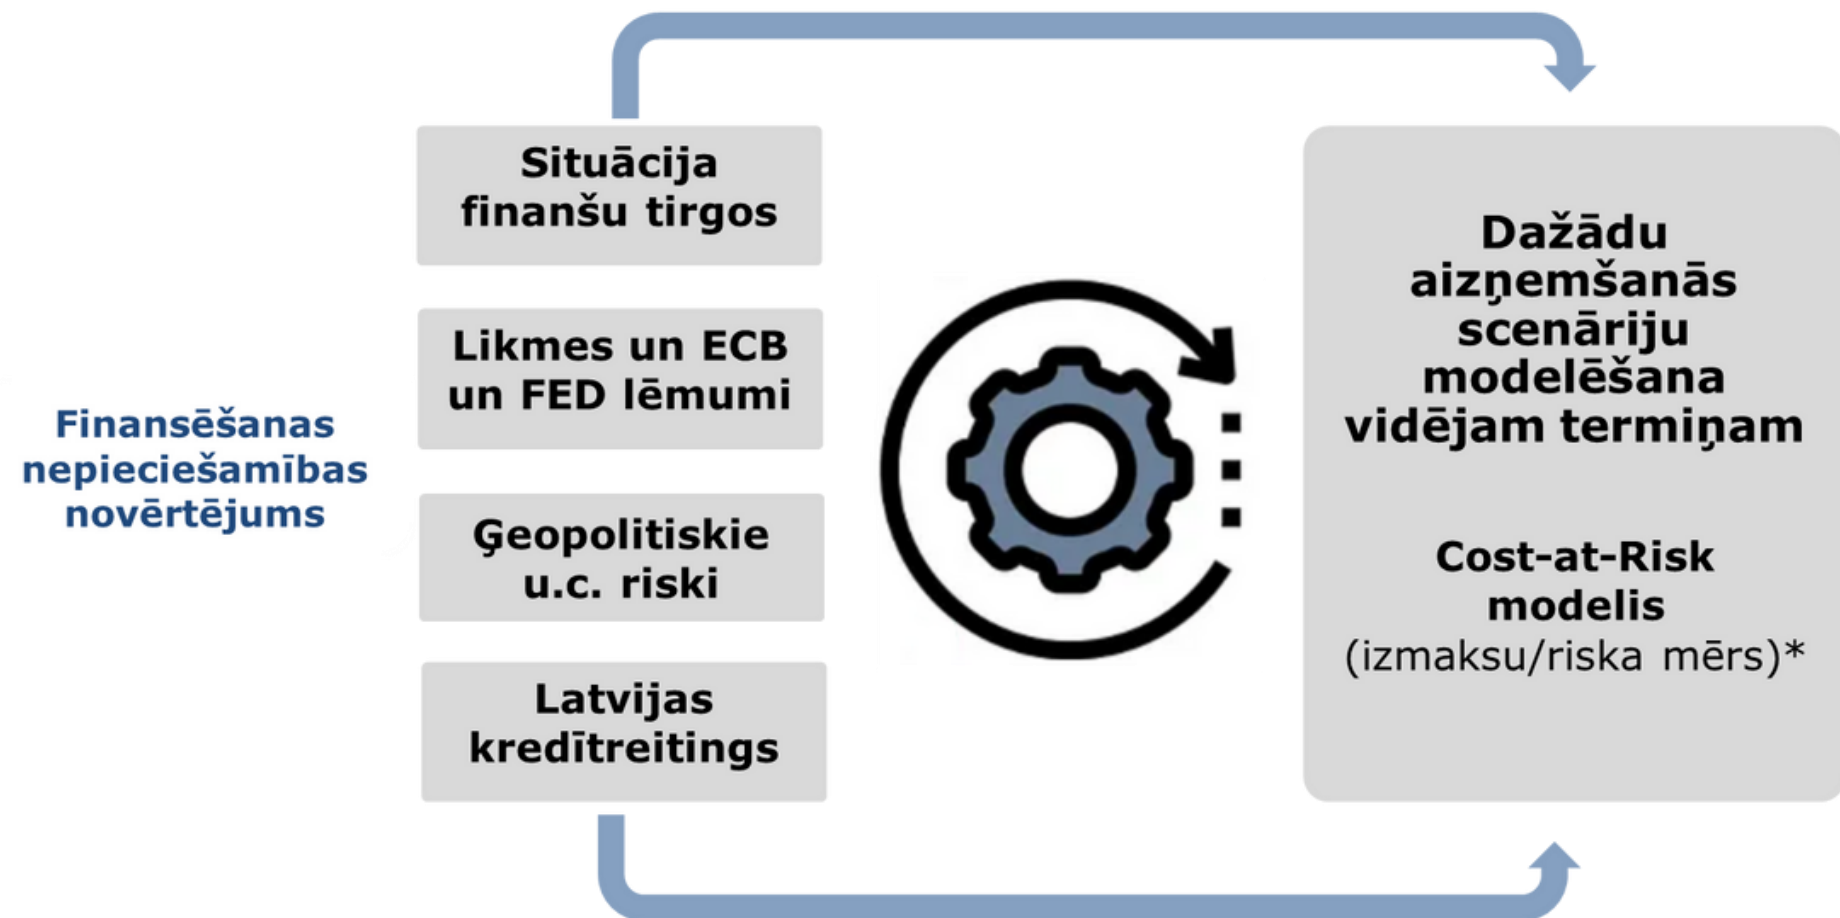 Finansēšanas
nepieciešamības
novērtējums
Situācija
finanšu tirgos
Likmes un ECB
un FED lēmumi
Ģeopolitiskie
u.c. riski
Latvijas
kredītreitings
Dažādu
aizņemšanās
scenāriju
modelēšana
vidējam termiņam
Cost-at-Risk
modelis
(izmaksu/riska mērs)*